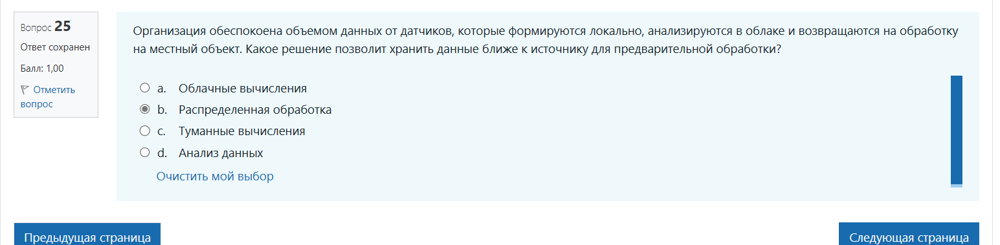 Вопрос 25
Ответ сохранен
Балл: 1,00
Отметить
вопрос
Организация обеспокоена объемом данных от датчиков, которые формируются локально, анализируются в облаке и возвращаются на обработку
на местный объект. Какое решение позволит хранить данные ближе к источнику для предварительной обработки?
a. Облачные вычисления
b. Распределенная обработка
c. Туманные вычисления
d. Анализ данных
Очистить мой выбор
Предыдущая страница
Следующая страница